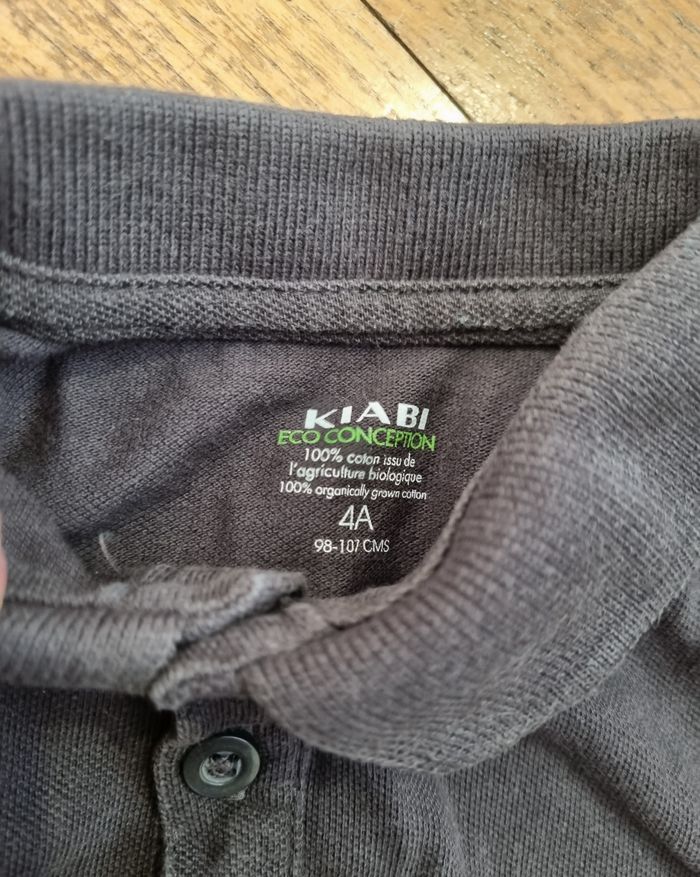 KIABI
ECO CONCEPTION
100% coton issu de
l'agriculture biologique
100% organically grown cotton
4A
98-107 CMS